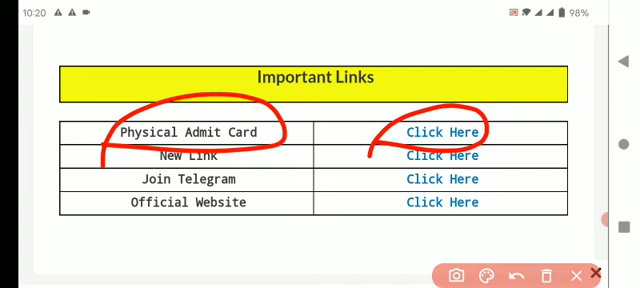 10:20
98%
Important Links
Physical Admit Card Click Here
New Link Click Here
Join Telegram Click Here
Official Website Click Here